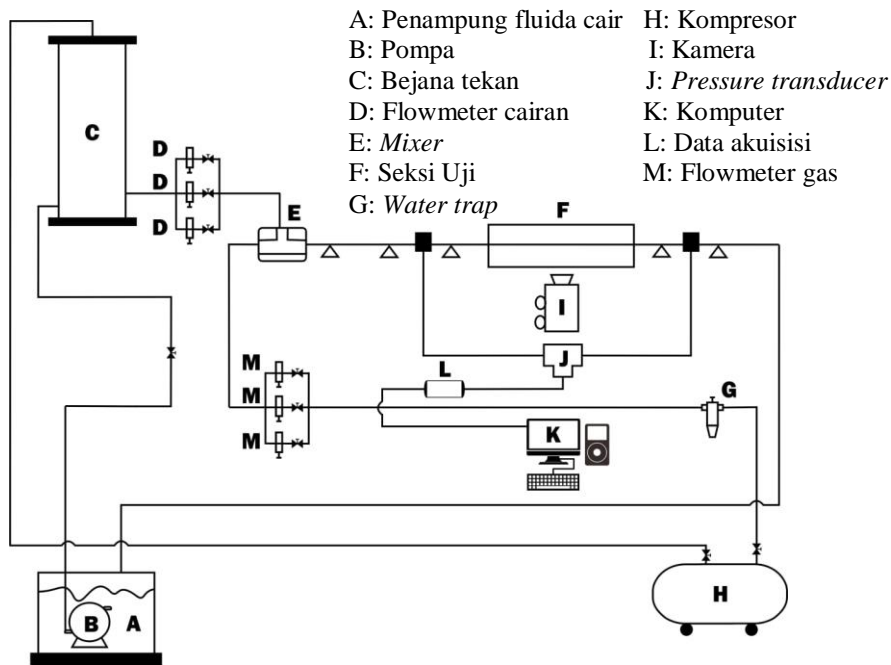 A: Penampung fluida cair H: Kompresor
B: Pompa I: Kamera
C: Bejana tekan J: Pressure transducer
D: Flowmeter cairan K: Komputer
E: Mixer L: Data akuisisi
F: Seksi Uji M: Flowmeter gas
G: Water trap
C
D
D
D
E
F
I
J
L
M
M
M
G
K
H
B
A